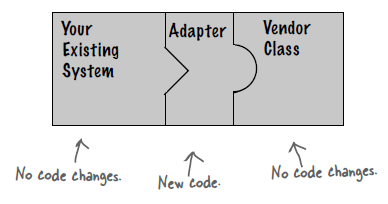 Your
Existing
System
Adapter
Vendor
Class
No code changes.
New code.
No code changes.